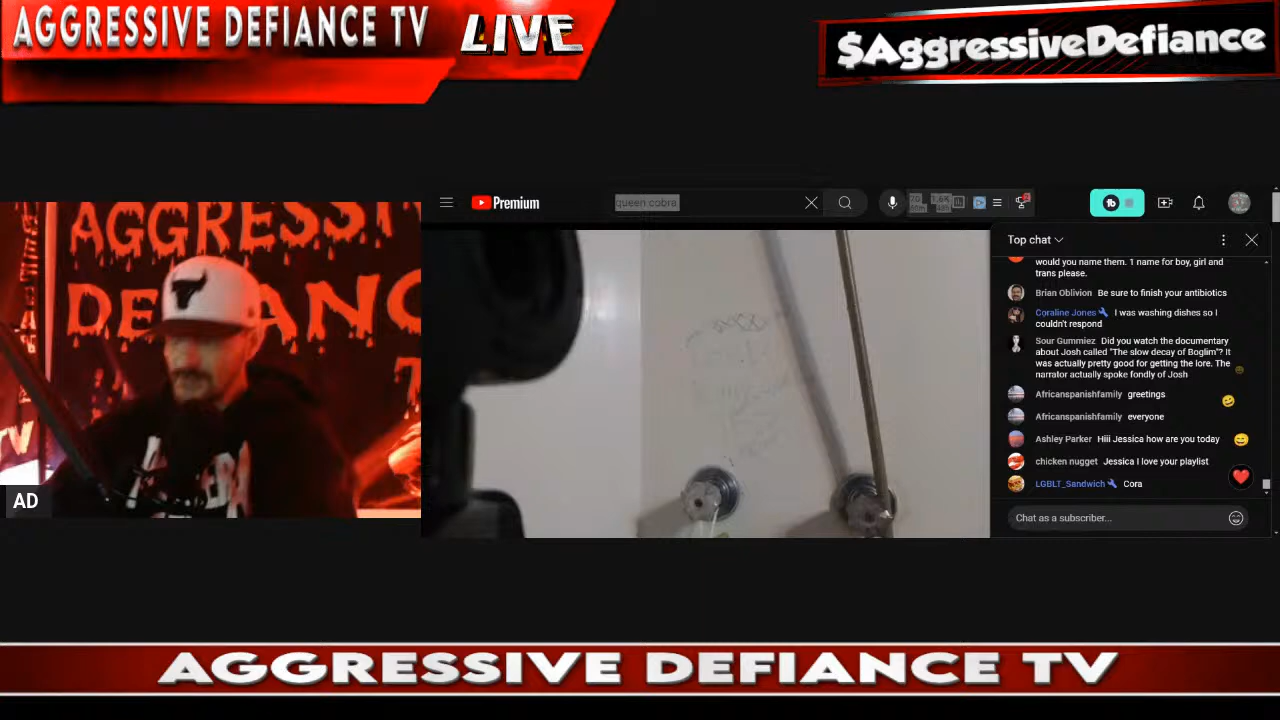 AGGRESSIVE DEFIANCE TV
LIVE
$AggressiveDefiance
AD
Premium
queen cobra
Top chat
would you name them. 1 name for boy, girl and
trans please.
Brian Oblivion Be sure to finish your antibiotics
Coraline Jones I was washing dishes so I
couldn't respond
Sour Gummiez Did you watch the documentary
about Josh called "The slow decay of Boglim"? It
was actually pretty good for getting the lore. The
narrator actually spoke fondly of Josh
Africanspanishfamily greetings
Africanspanishfamily everyone
Ashley Parker Hiii Jessica how are you today
chicken nugget Jessica I love your playlist
LGBLT_Sandwich Cora
Chat as a subscriber...
AGGRESSIVE DEFIANCE TV